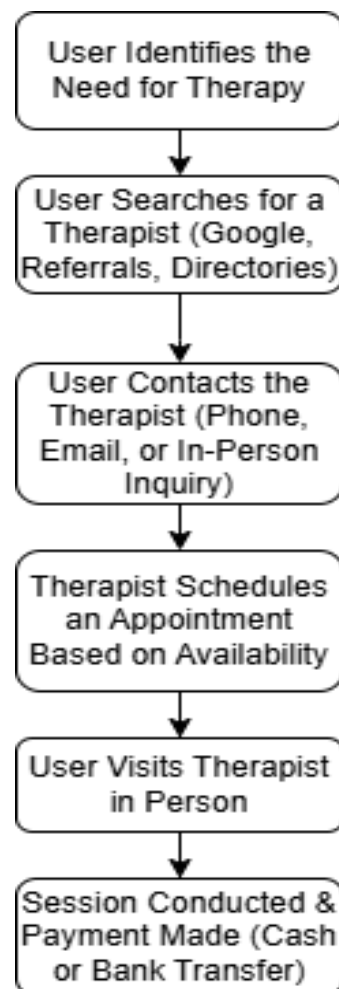 User Identifies the
Need for Therapy
User Searches for a
Therapist (Google,
Referrals, Directories)
User Contacts the
Therapist (Phone,
Email, or In-Person
Inquiry)
Therapist Schedules
an Appointment
Based on Availability
User Visits Therapist
in Person
Session Conducted &
Payment Made (Cash
or Bank Transfer)